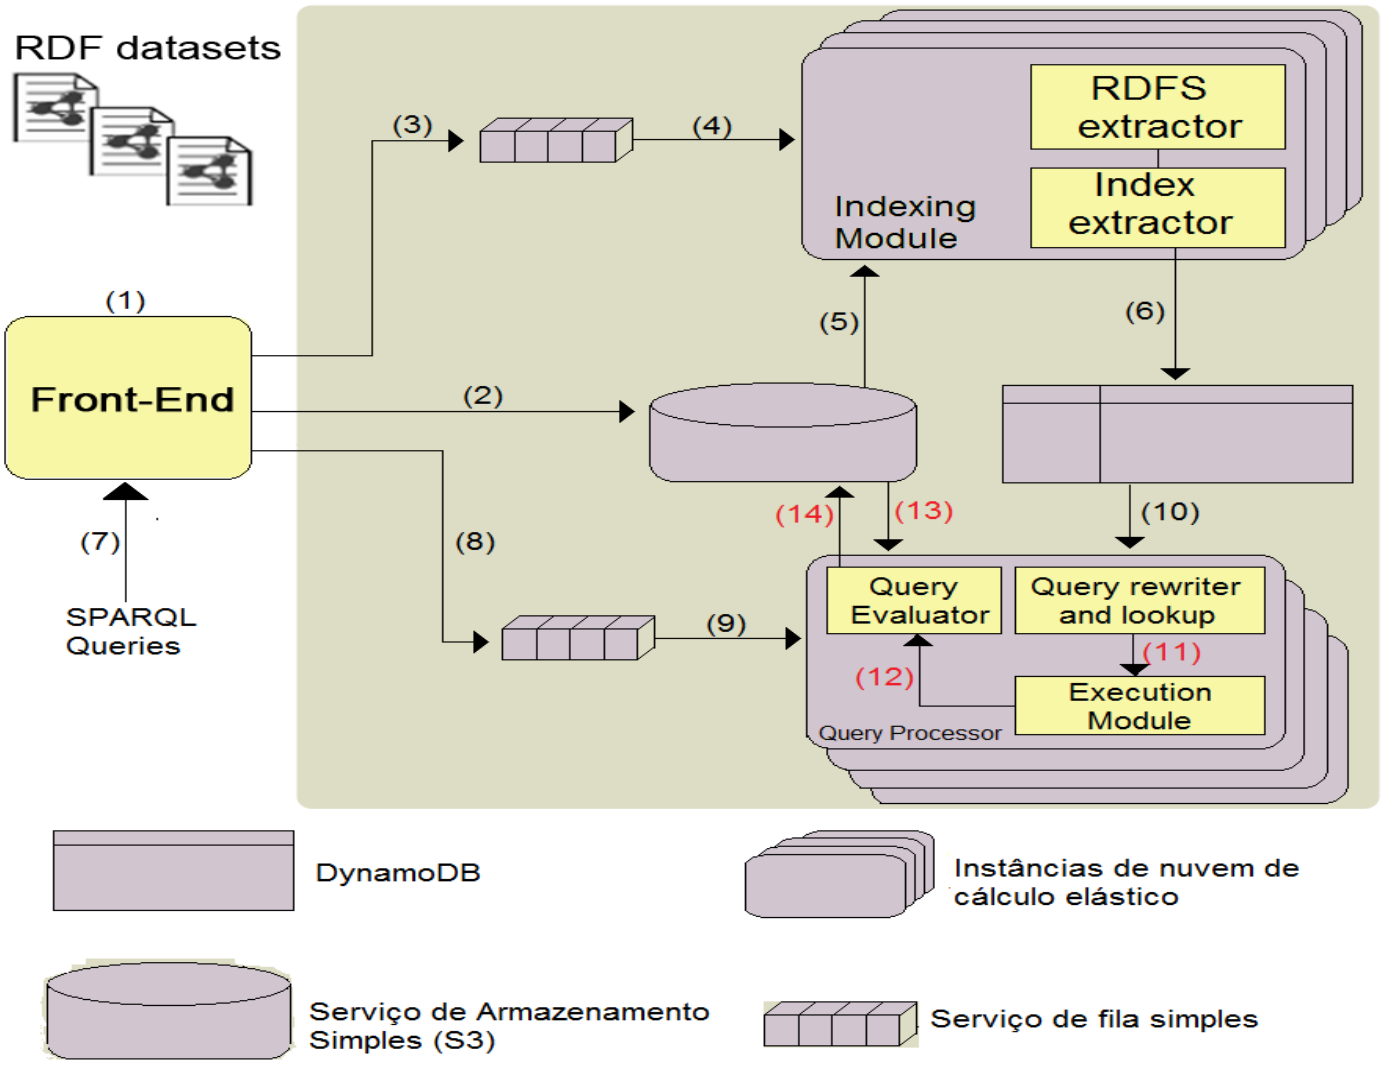 RDF datasets
(1)
Front-End
(7)
SPARQL
Queries
(3)
(4)
(2)
(8)
(9)
RDFS
extractor
Index
extractor
Indexing
Module
(5)
(6)
(14)
(13)
(10)
Query
Evaluator
Query rewriter
and lookup
(11)
(12)
Execution
Module
Query Processor
DynamoDB
Instâncias de nuvem de
cálculo elástico
Serviço de Armazenamento
Simples (S3)
Serviço de fila simples